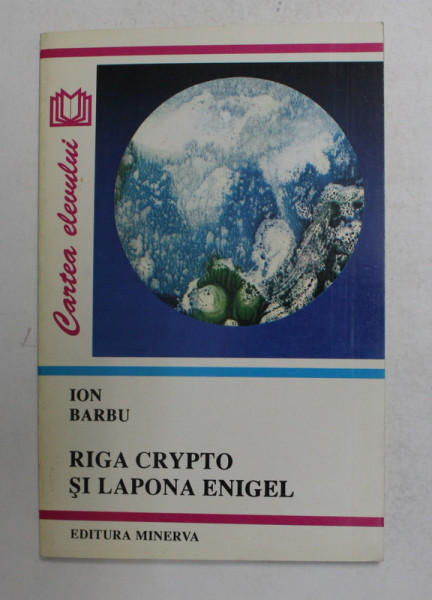 Cartea elevului
ION
BARBU
RIGA CRYPTO
ŞI LAPONA ENIGEL
EDITURA MINERVA